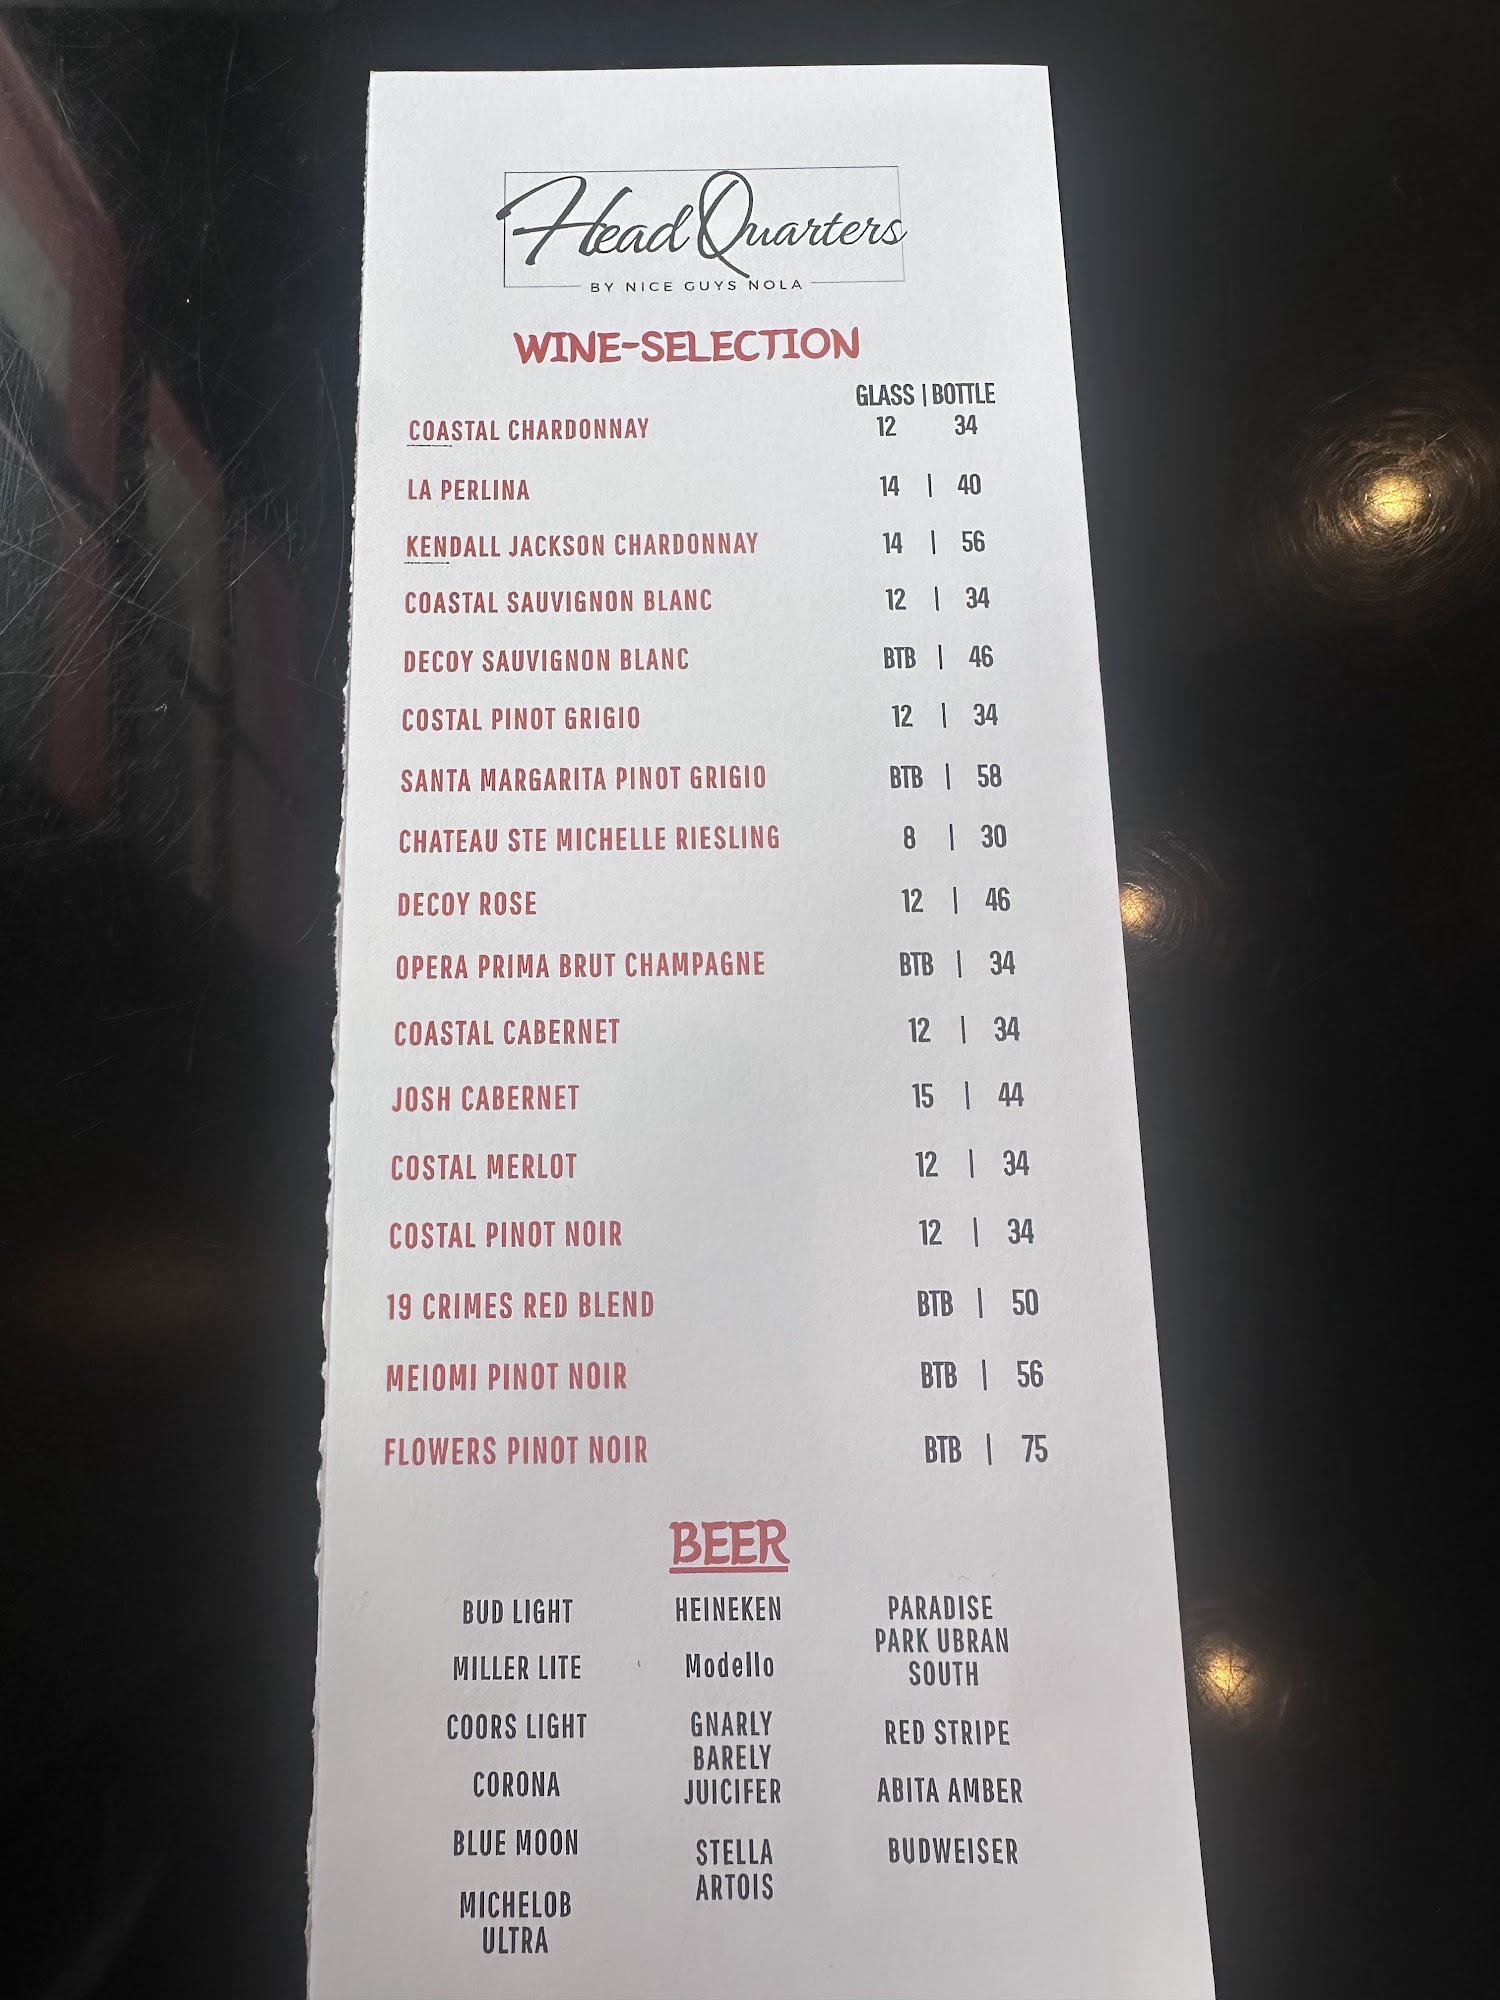 Head Quarters
BY NICE GUYS NOLA
WINE-SELECTION
GLASS | BOTTLE
COASTAL CHARDONNAY 12 34
LA PERLINA 14 | 40
KENDALL JACKSON CHARDONNAY 14 | 56
COASTAL SAUVIGNON BLANC 12 | 34
DECOY SAUVIGNON BLANC BTB | 46
COSTAL PINOT GRIGIO 12 | 34
SANTA MARGARITA PINOT GRIGIO BTB | 58
CHATEAU STE MICHELLE RIESLING 8 | 30
DECOY ROSE 12 | 46
OPERA PRIMA BRUT CHAMPAGNE BTB | 34
COASTAL CABERNET 12 | 34
JOSH CABERNET 15 | 44
COSTAL MERLOT 12 | 34
COSTAL PINOT NOIR 12 | 34
19 CRIMES RED BLEND BTB | 50
MEIOMI PINOT NOIR BTB | 56
FLOWERS PINOT NOIR BTB | 75
BEER
BUD LIGHT
MILLER LITE
COORS LIGHT
CORONA
BLUE MOON
MICHELOB
ULTRA
HEINEKEN
Modello
GNARLY
BARELY
JUICIFER
STELLA
ARTOIS
PARADISE
PARK UBRAN
SOUTH
RED STRIPE
ABITA AMBER
BUDWEISER